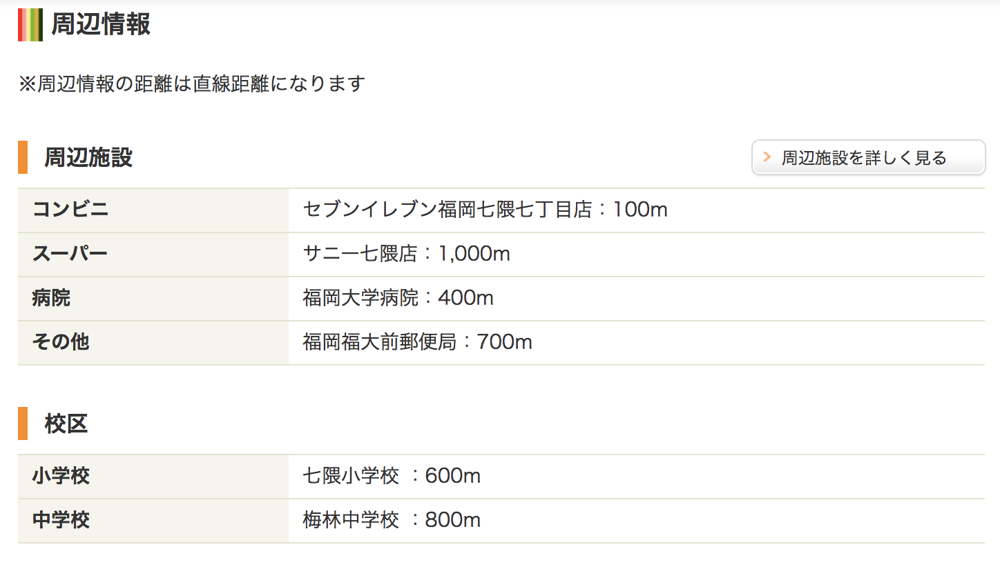 周辺情報
※周辺情報の距離は直線距離になります
周辺施設
周辺施設を詳しく見る
コンビニ セブンイレブン福岡七隈七丁目店：100m
スーパー サニー七隈店：1,000m
病院 福岡大学病院：400m
その他 福岡福大前郵便局：700m
校区
小学校 七隈小学校 ：600m
中学校 梅林中学校 ：800m